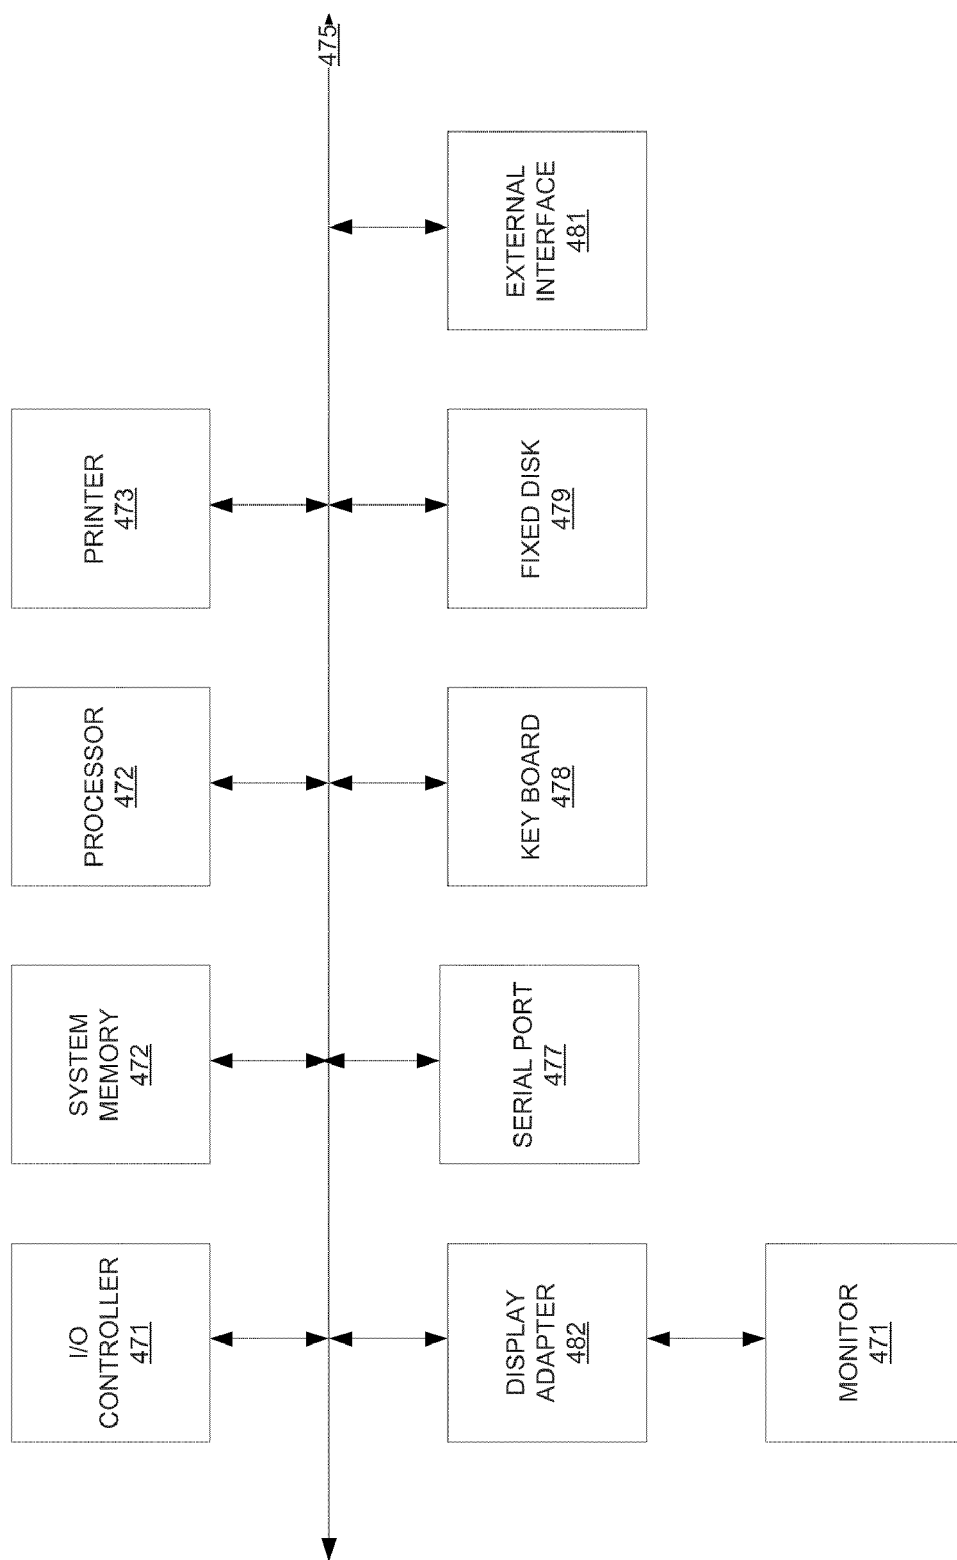 I/O
CONTROLLER
471
SYSTEM
MEMORY
472
PROCESSOR
472
PRINTER
473
475
DISPLAY
ADAPTER
482
SERIAL PORT
477
KEY BOARD
478
FIXED DISK
479
EXTERNAL
INTERFACE
481
MONITOR
471